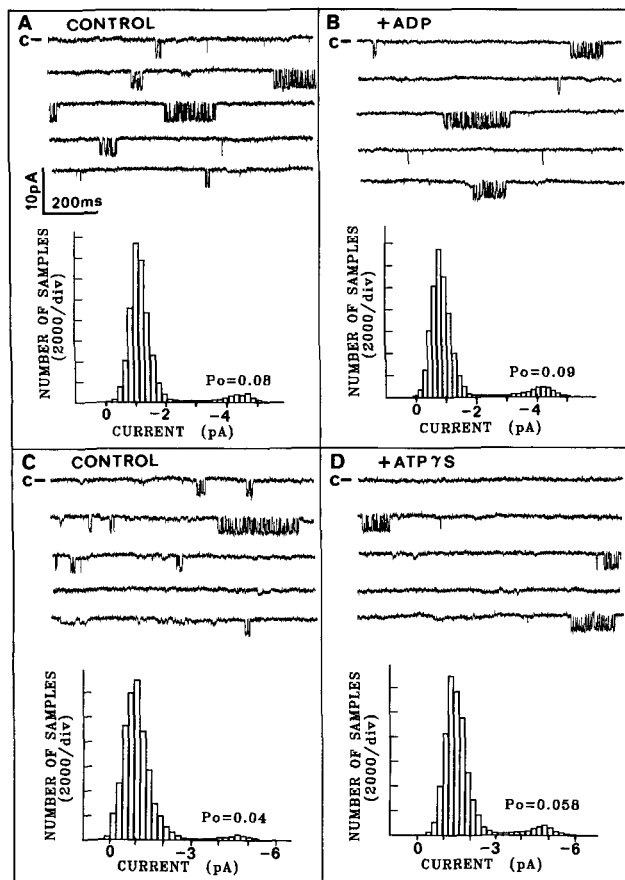 A CONTROL
C
10pA
200ms
NUMBER OF SAMPLES
(2000/div)
Po=0.08
0 -2 -4
CURRENT (pA)
B +ADP
C
NUMBER OF SAMPLES
(2000/div)
Po=0.09
0 -2 -4
CURRENT (pA)
C CONTROL
C
NUMBER OF SAMPLES
(2000/div)
Po=0.04
0 -3 -6
CURRENT (pA)
D +ATPγS
C
NUMBER OF SAMPLES
(2000/div)
Po=0.058
0 -3 -6
CURRENT (pA)